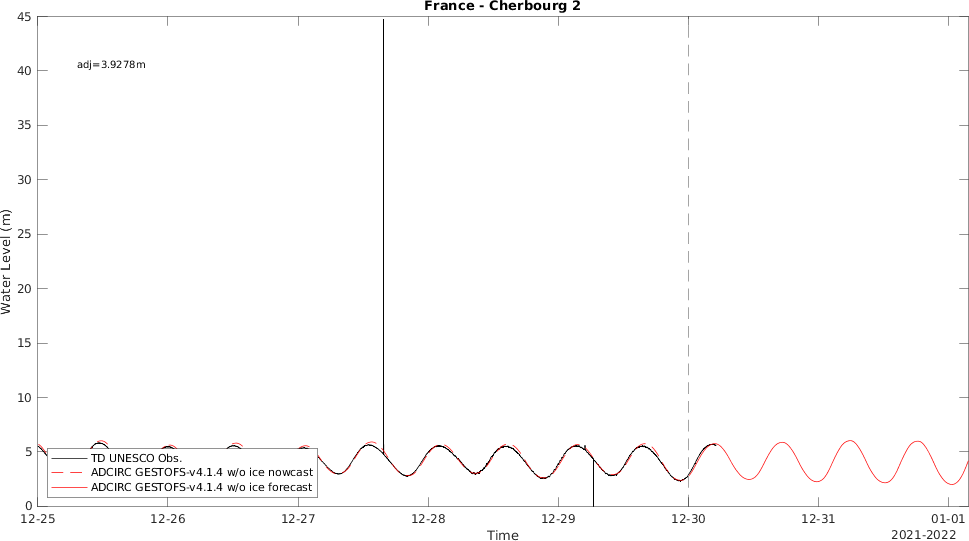 France - Cherbourg 2
45
adj=3.9278m
40
35
30
25
20
15
10
5
0
Water Level (m)
TD UNESCO Obs.
ADCIRC GESTOFS-v4.1.4 w/o ice nowcast
ADCIRC GESTOFS-v4.1.4 w/o ice forecast
12-25 12-26 12-27 12-28 12-29 12-30 12-31 01-01
Time
2021-2022